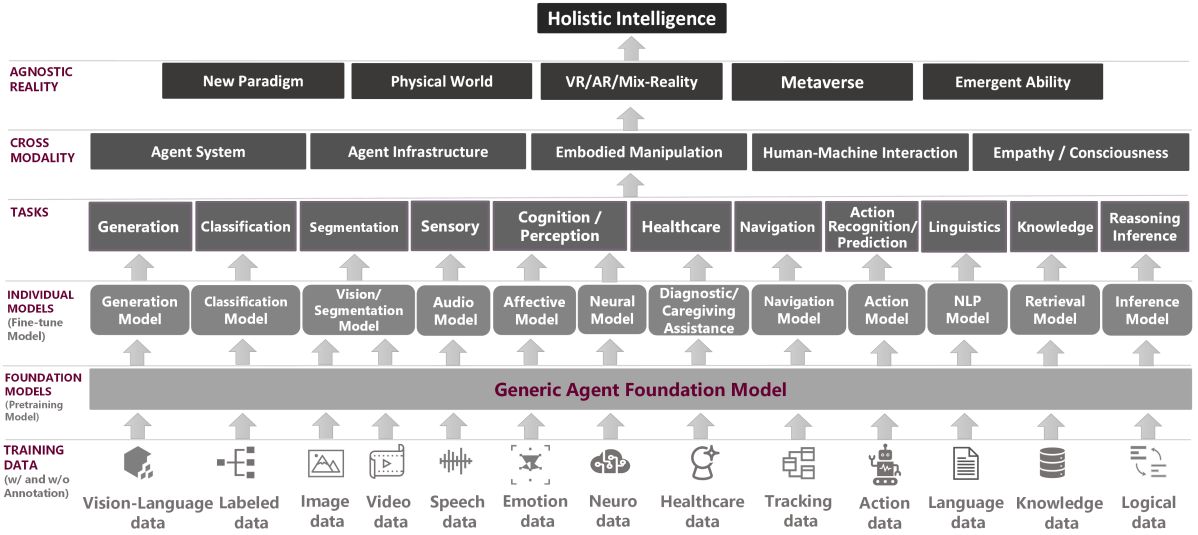 Holistic Intelligence
AGNOSTIC
REALITY
New Paradigm
Physical World
VR/AR/Mix-Reality
Metaverse
Emergent Ability
CROSS
MODALITY
Agent System
Agent Infrastructure
Embodied Manipulation
Human-Machine Interaction
Empathy / Consciousness
TASKS
Generation
Classification
Segmentation
Sensory
Cognition /
Perception
Healthcare
Navigation
Action
Recognition/
Prediction
Linguistics
Knowledge
Reasoning
Inference
INDIVIDUAL
MODELS
(Fine-tune
Model)
Generation
Model
Classification
Model
Vision/
Segmentation
Model
Audio
Model
Affective
Model
Neural
Model
Diagnostic/
Caregiving
Assistance
Navigation
Model
Action
Model
NLP
Model
Retrieval
Model
Inference
Model
FOUNDATION
MODELS
(Pretraining
Model)
Generic Agent Foundation Model
TRAINING
DATA
(w/ and w/o
Annotation)
Vision-Language
data
Labeled
data
Image
data
Video
data
Speech
data
Emotion
data
Neuro
data
Healthcare
data
Tracking
data
Action
data
Language
data
Knowledge
data
Logical
data